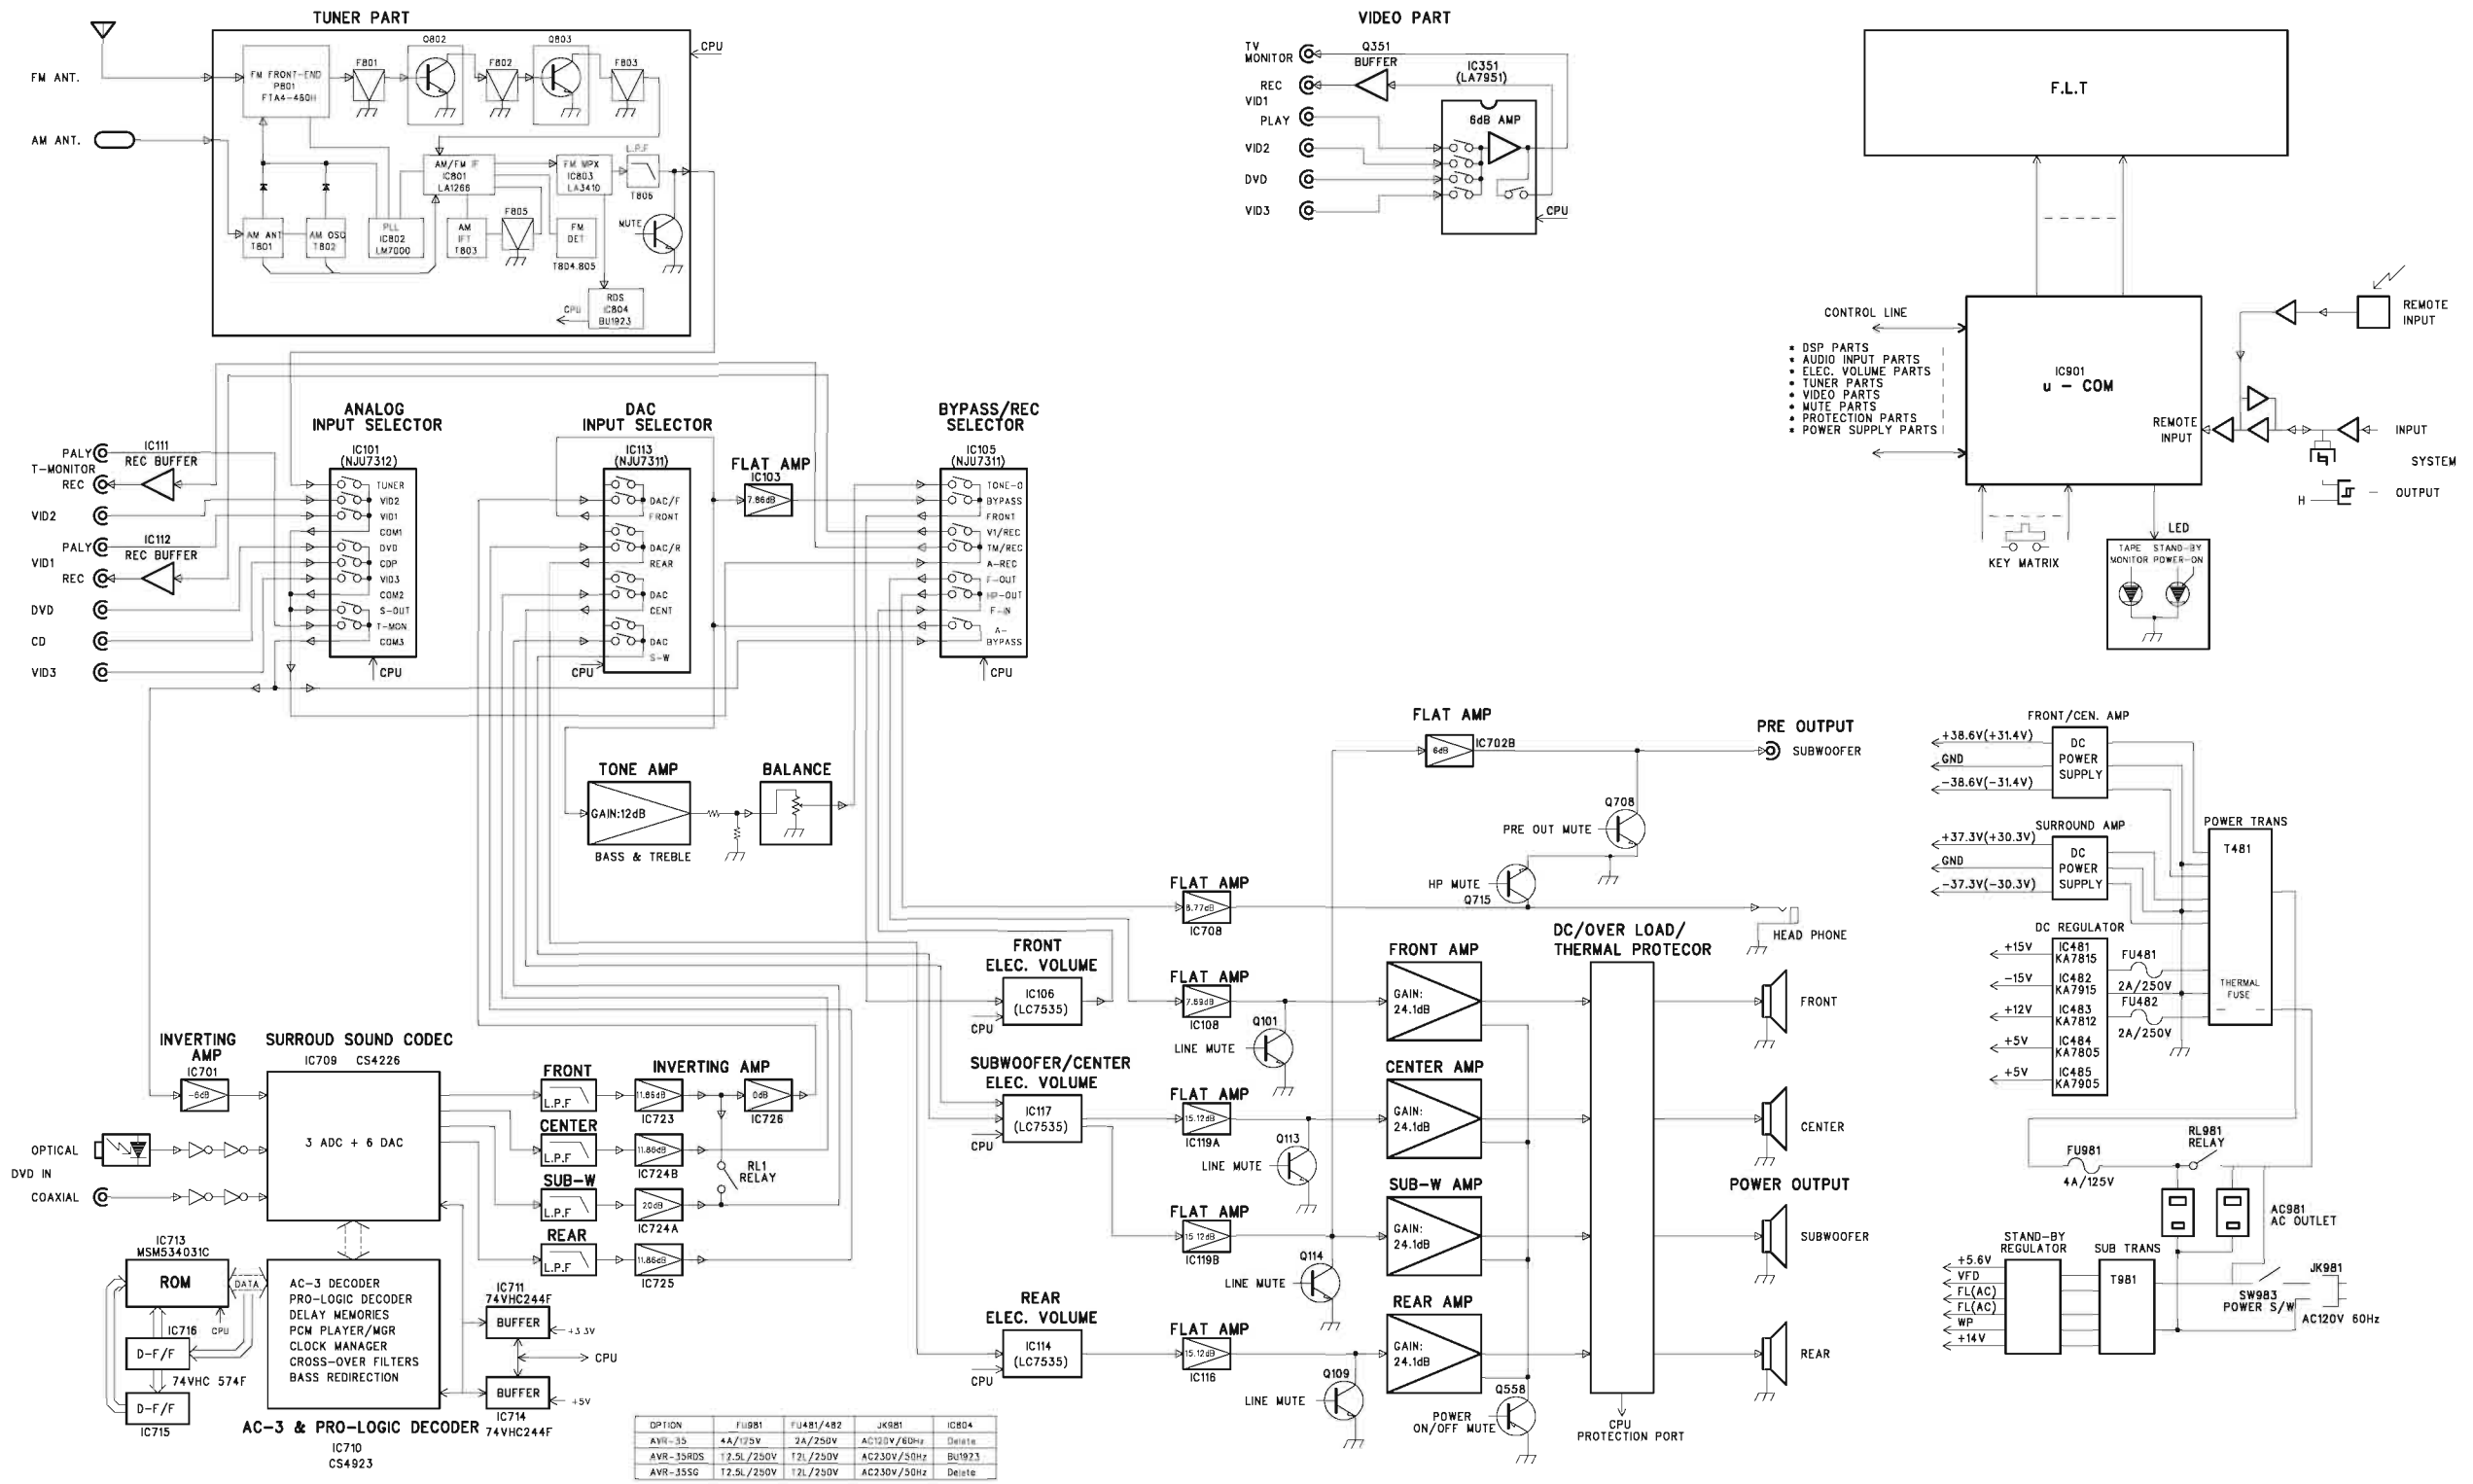 TUNER PART
FM ANT.
AM ANT.
CPU
FM FRONT-END
P801
FTA4-460H
F801
Q802
F802
Q803
F803
AM/FM IF
IC801
LA1266
FM MPX
IC803
LA3410
L.P.F
T806
AM ANT
T801
AM OSC
T802
PLL
IC802
LM7000
AM
IFT
T803
F805
FM
DET
T804.805
MUTE
RDS
IC804
BU1923
CPU
VIDEO PART
TV
MONITOR
REC
VID1
PLAY
VID2
DVD
VID3
Q351
BUFFER
IC351
(LA7951)
6dB AMP
CPU
F.L.T
CONTROL LINE
* DSP PARTS
* AUDIO INPUT PARTS
* ELEC. VOLUME PARTS
* TUNER PARTS
* VIDEO PARTS
* MUTE PARTS
* PROTECTION PARTS
* POWER SUPPLY PARTS
IC901
u - COM
REMOTE
INPUT
REMOTE
INPUT
INPUT
SYSTEM
H
OUTPUT
KEY MATRIX
LED
TAPE STAND-BY
MONITOR POWER-ON
PALY
T-MONITOR
REC
VID2
PALY
VID1
REC
DVD
CD
VID3
IC111
REC BUFFER
IC112
REC BUFFER
ANALOG
INPUT SELECTOR
IC101
(NJU7312)
TUNER
VID2
VID1
COM1
DVD
CDP
VID3
COM2
S-OUT
T-MON
COM3
CPU
DAC
INPUT SELECTOR
IC113
(NJU7311)
DAC/F
FRONT
DAC/R
REAR
DAC
CENT
DAC
S-W
CPU
FLAT AMP
IC103
7.86dB
BYPASS/REC
SELECTOR
IC105
(NJU7311)
TONE-O
BYPASS
FRONT
V1/REC
TM/REC
A-REC
F-OUT
HP-OUT
F-IN
A-
BYPASS
CPU
TONE AMP
GAIN:12dB
BASS & TREBLE
BALANCE
FLAT AMP
6dB
IC702B
PRE OUTPUT
SUBWOOFER
Q708
PRE OUT MUTE
HP MUTE
Q715
FLAT AMP
IC708
HEAD PHONE
FRONT
ELEC. VOLUME
IC106
(LC7535)
CPU
FLAT AMP
IC108
Q101
LINE MUTE
FRONT AMP
GAIN:
24.1dB
DC/OVER LOAD/
THERMAL PROTECOR
FRONT
SUBWOOFER/CENTER
ELEC. VOLUME
IC117
(LC7535)
CPU
FLAT AMP
15.12dB
IC119A
Q113
LINE MUTE
CENTER AMP
GAIN:
24.1dB
CENTER
FLAT AMP
15.12dB
IC119B
Q114
LINE MUTE
SUB-W AMP
GAIN:
24.1dB
POWER OUTPUT
SUBWOOFER
REAR
ELEC. VOLUME
IC114
(LC7535)
CPU
FLAT AMP
15.12dB
IC116
Q109
LINE MUTE
REAR AMP
GAIN:
24.1dB
REAR
Q558
POWER
ON/OFF MUTE
CPU
PROTECTION PORT
INVERTING
AMP
IC701
-6dB
SURROUD SOUND CODEC
IC709 CS4226
3 ADC + 6 DAC
OPTICAL
DVD IN
COAXIAL
FRONT
L.P.F
CENTER
L.P.F
SUB-W
L.P.F
REAR
L.P.F
INVERTING AMP
11.86dB
IC723
0dB
IC726
11.86dB
IC724B
20dB
IC724A
11.86dB
IC725
RL1
RELAY
IC713
MSM534031C
ROM
DATA
CPU
IC716
D-F/F
74VHC 574F
D-F/F
IC715
AC-3 DECODER
PRO-LOGIC DECODER
DELAY MEMORIES
PCM PLAYER/MGR
CLOCK MANAGER
CROSS-OVER FILTERS
BASS REDIRECTION
AC-3 & PRO-LOGIC DECODER
IC710
CS4923
IC711
74VHC244F
BUFFER
+3.3V
CPU
BUFFER
+5V
IC714
74VHC244F
OPTION FU981 FU481/482 JK981 IC804
AVR-35 4A/125V 2A/250V AC120V/60Hz Delete
AVR-35RDS T2.5L/250V T2L/250V AC230V/50Hz BU1923
AVR-35SG T2.5L/250V T2L/250V AC230V/50Hz Delete
FRONT/CEN. AMP
+38.6V(+31.4V)
GND
-38.6V(-31.4V)
DC
POWER
SUPPLY
SURROUND AMP
+37.3V(+30.3V)
GND
-37.3V(-30.3V)
DC
POWER
SUPPLY
POWER TRANS
T481
THERMAL
FUSE
DC REGULATOR
+15V
IC481
KA7815
-15V
IC482
KA7915
+12V
IC483
KA7812
+5V
IC484
KA7805
+5V
IC485
KA7905
FU481
2A/250V
FU482
2A/250V
FU981
4A/125V
RL981
RELAY
AC981
AC OUTLET
STAND-BY
REGULATOR
+5.6V
VFD
FL(AC)
FL(AC)
WP
+14V
SUB TRANS
T981
SW983
POWER S/W
JK981
AC120V 60Hz